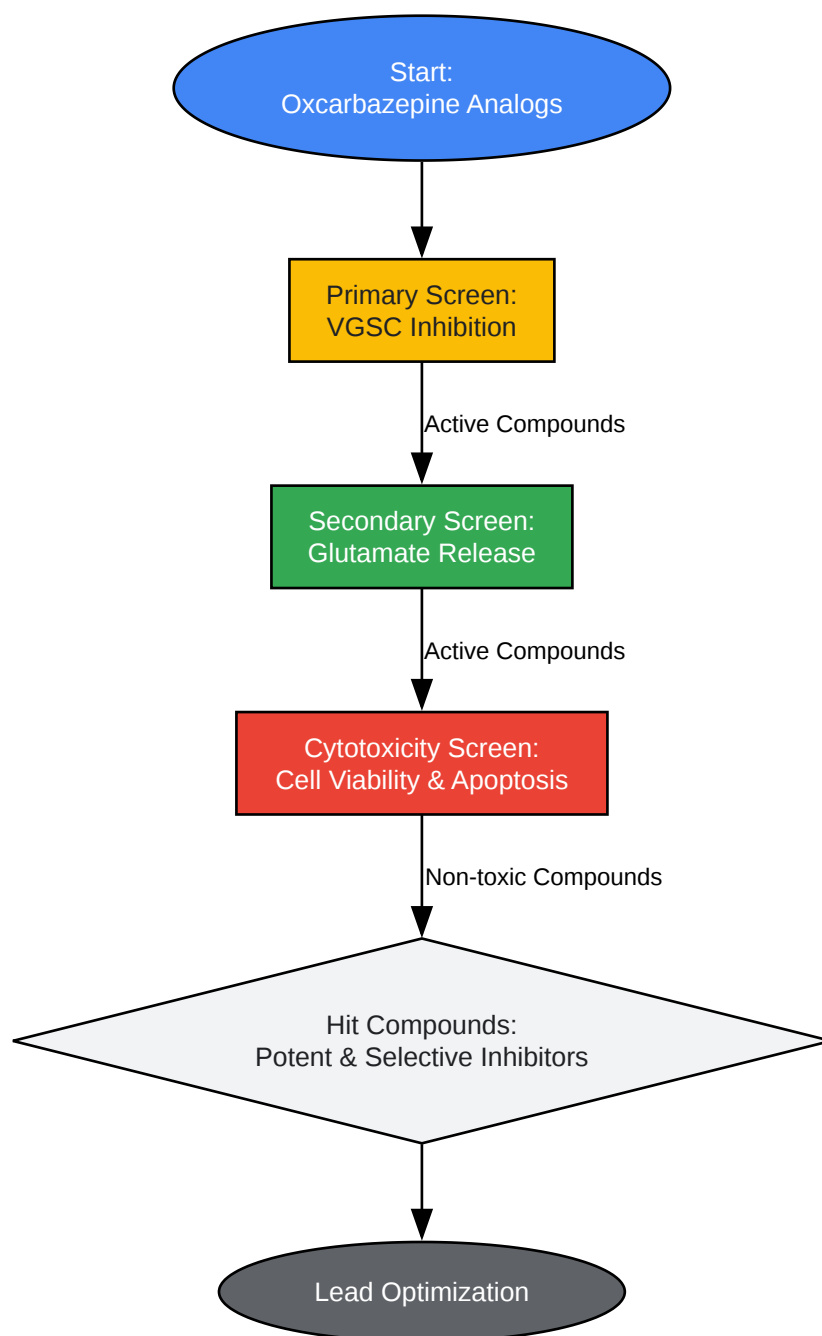 Start:
Oxcarbazepine Analogs
Primary Screen:
VGSC Inhibition
Active Compounds
Secondary Screen:
Glutamate Release
Active Compounds
Cytotoxicity Screen:
Cell Viability & Apoptosis
Non-toxic Compounds
Hit Compounds:
Potent & Selective Inhibitors
Lead Optimization